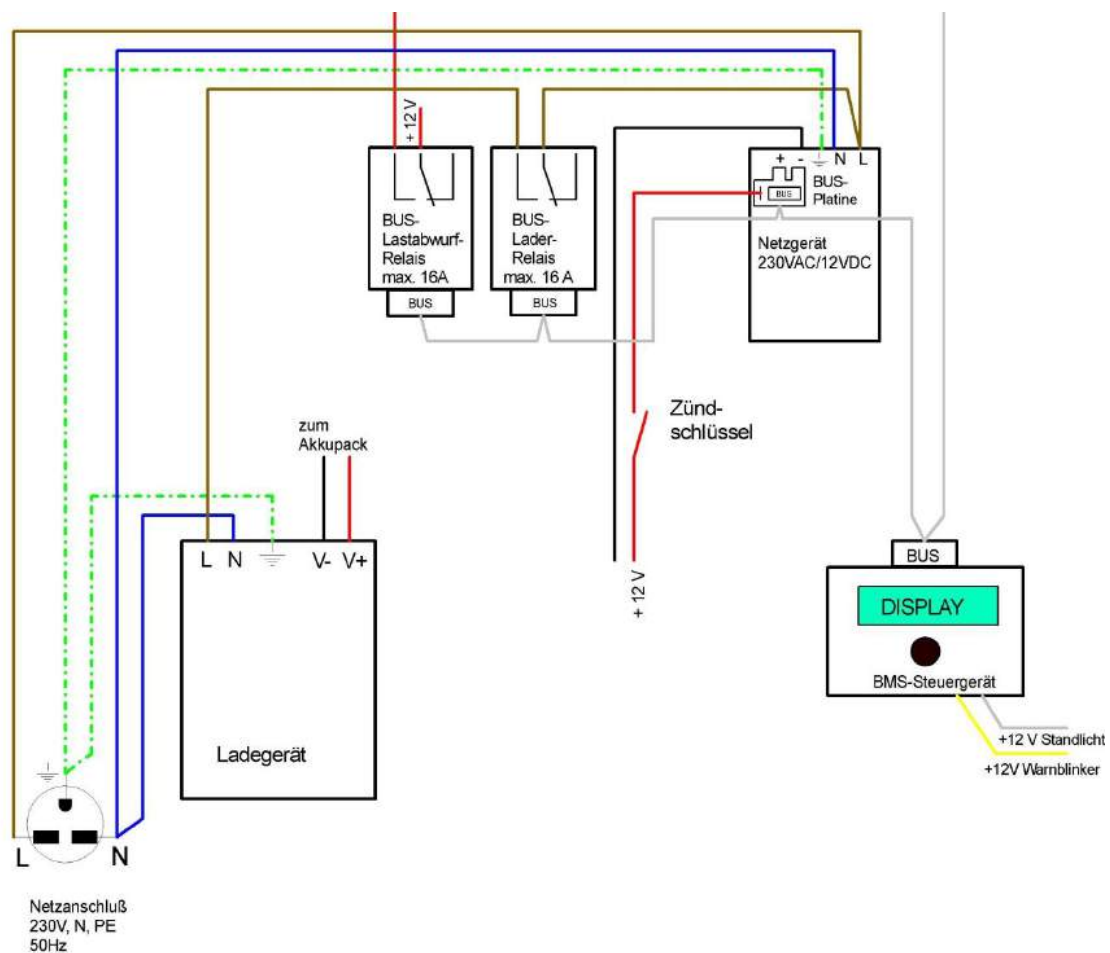 + 12 V
+ - N L
BUS
BUS-
Platine
Netzgerät
230VAC/12VDC
BUS-
Lastabwurf-
Relais
max. 16A
BUS
BUS-
Lader-
Relais
max. 16 A
BUS
Zünd-
schlüssel
+ 12 V
zum
Akkupack
L N V- V+
Ladegerät
BUS
DISPLAY
BMS-Steuergerät
+12 V Standlicht
+12V Warnblinker
L N
Netzanschluß
230V, N, PE
50Hz